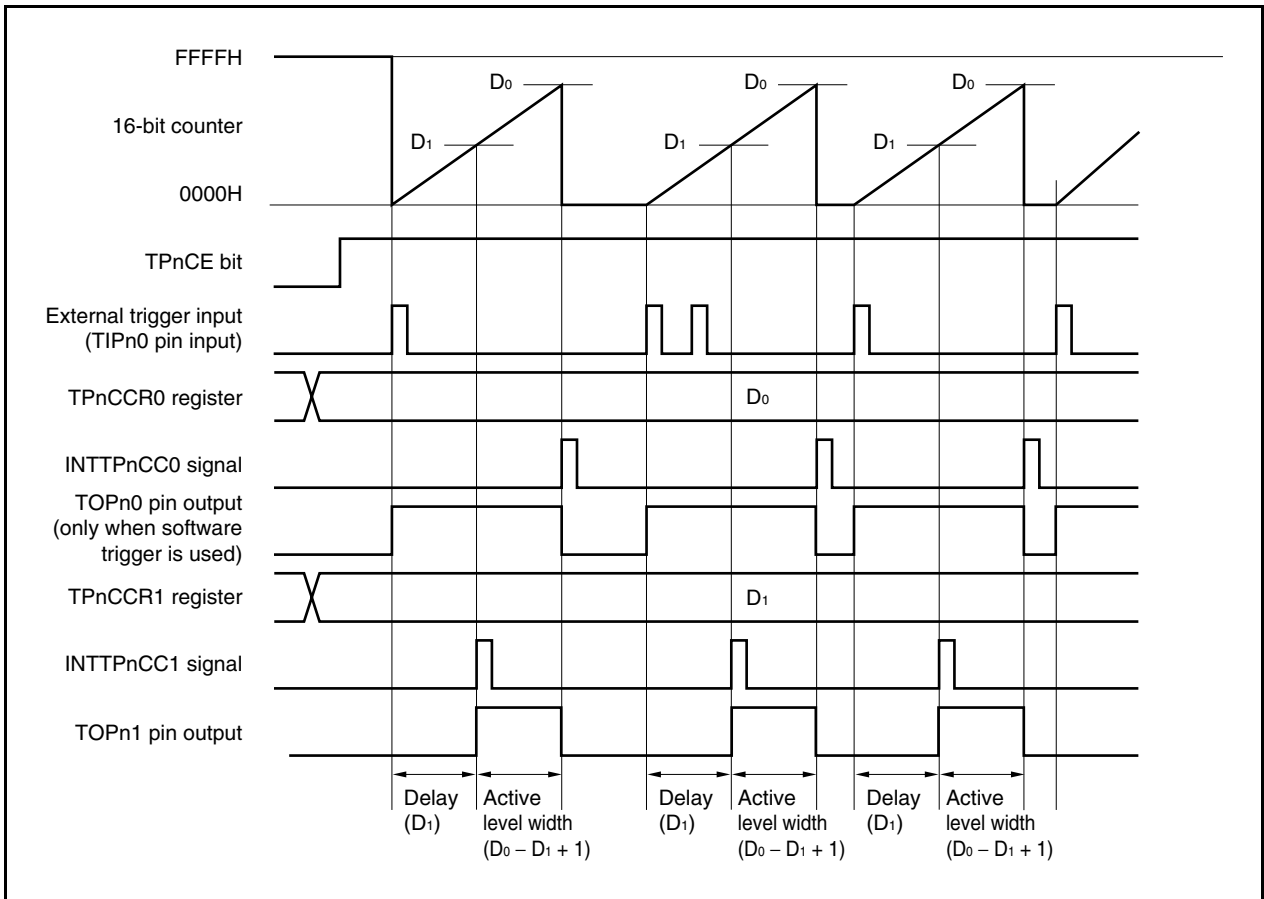 FFFFH
D0
D0
D0
16-bit counter
D1
D1
D1
0000H
TPnCE bit
External trigger input
(TIPn0 pin input)
TPnCCR0 register
D0
INTTPnCC0 signal
TOPn0 pin output
(only when software
trigger is used)
TPnCCR1 register
D1
INTTPnCC1 signal
TOPn1 pin output
Delay
(D1)
Active
level width
(D0 – D1 + 1)
Delay
(D1)
Active
level width
(D0 – D1 + 1)
Delay
(D1)
Active
level width
(D0 – D1 + 1)